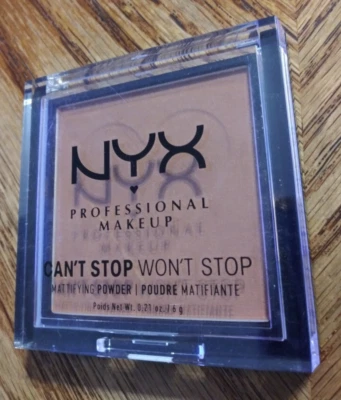 NYX
PROFESSIONAL
MAKEUP
CAN'T STOP WON'T STOP
MATTIFYING POWDER | POUDRE MATIFIANTE
Poids Net Wt. 0.21 oz. / 6 g